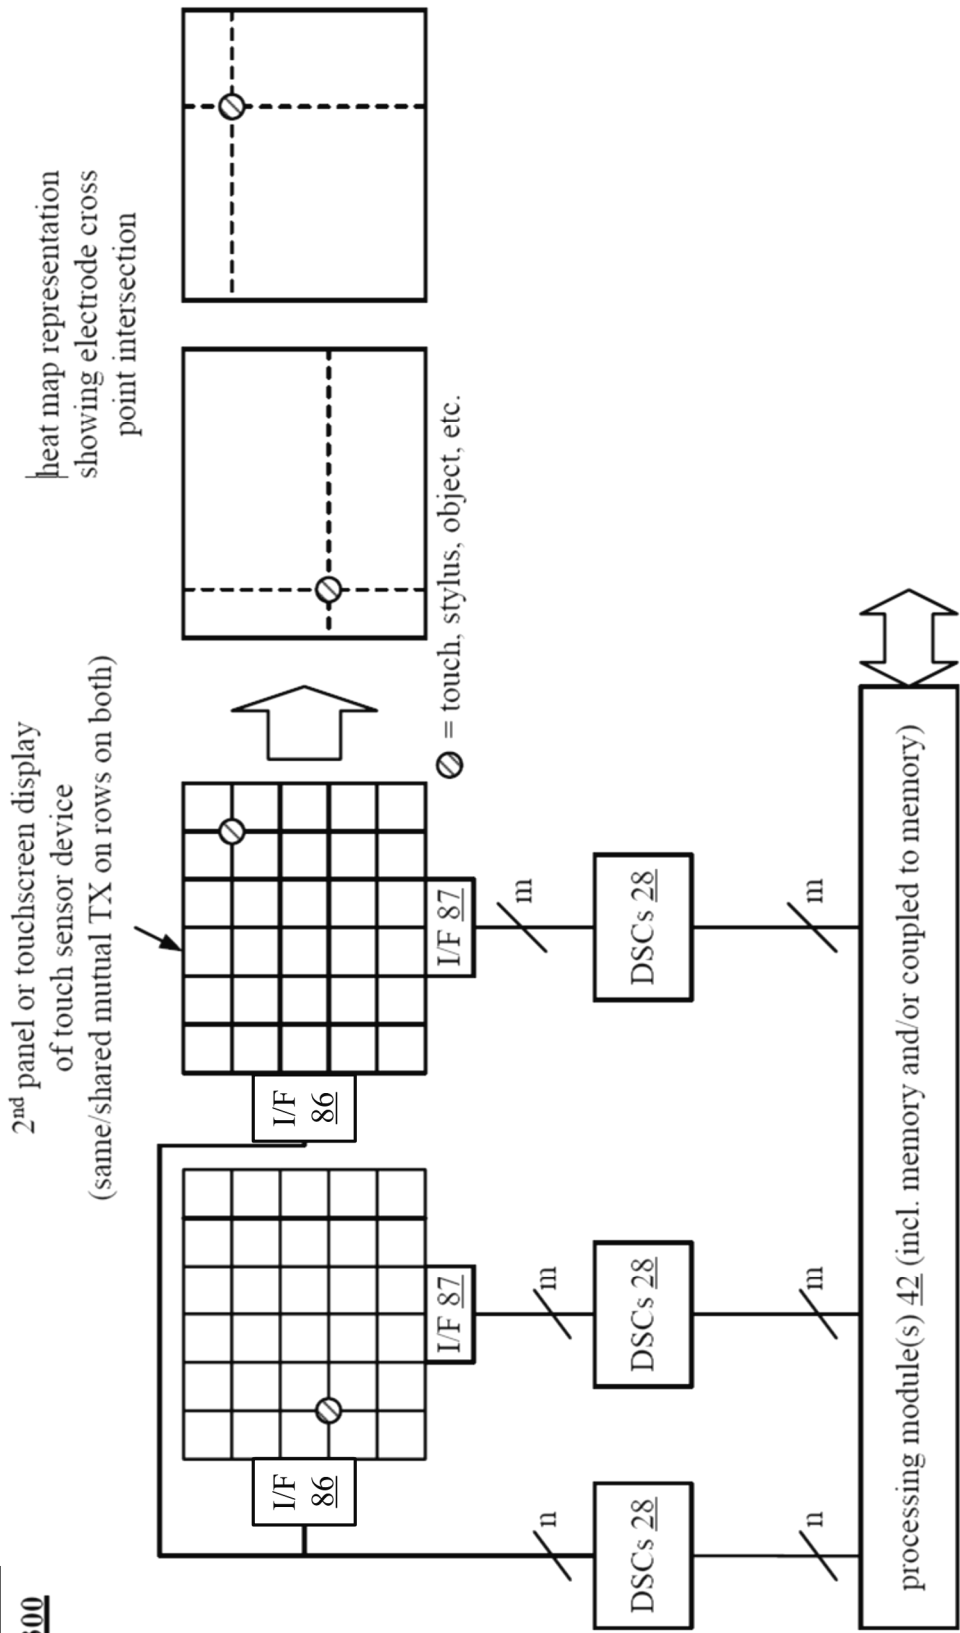 2nd panel or touchscreen display
of touch sensor device
(same/shared mutual TX on rows on both)
heat map representation
showing electrode cross
point intersection
I/F
86
I/F
86
I/F 87
I/F 87
= touch, stylus, object, etc.
n
m
m
DSCs 28
DSCs 28
DSCs 28
n
m
m
processing module(s) 42 (incl. memory and/or coupled to memory)